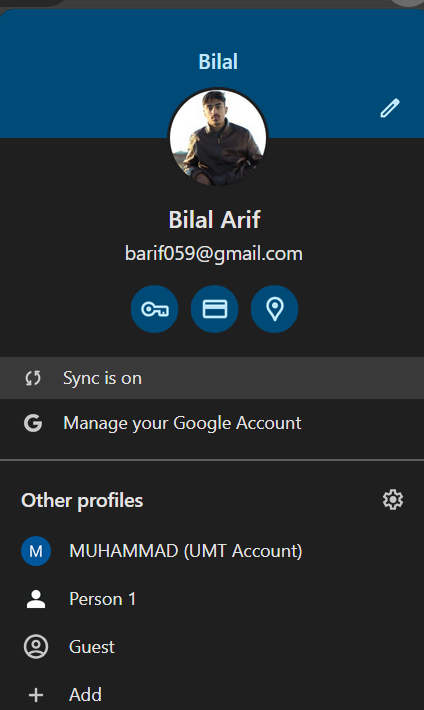 Bilal
Bilal Arif
barif059@gmail.com
Sync is on
G Manage your Google Account
Other profiles
M MUHAMMAD (UMT Account)
Person 1
Guest
Add